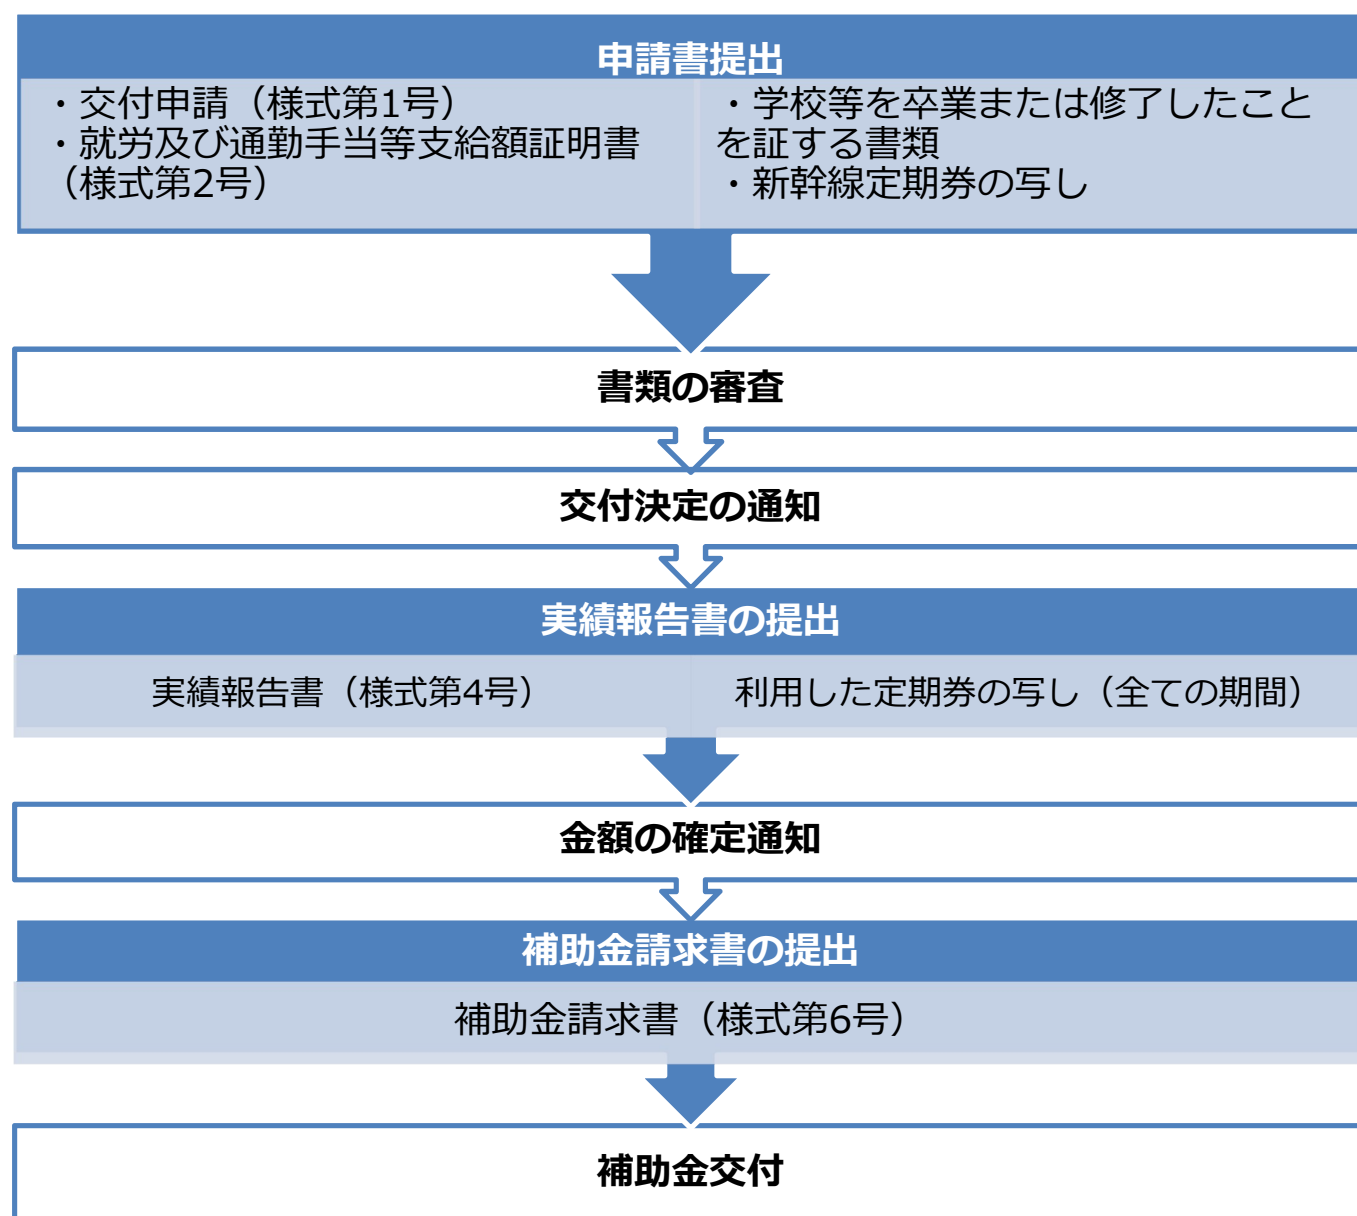 申請書提出
・交付申請（様式第1号）
・就労及び通勤手当等支給額証明書
（様式第2号）
・学校等を卒業または修了したこと
を証する書類
・新幹線定期券の写し
書類の審査
交付決定の通知
実績報告書の提出
実績報告書（様式第4号）
利用した定期券の写し（全ての期間）
金額の確定通知
補助金請求書の提出
補助金請求書（様式第6号）
補助金交付